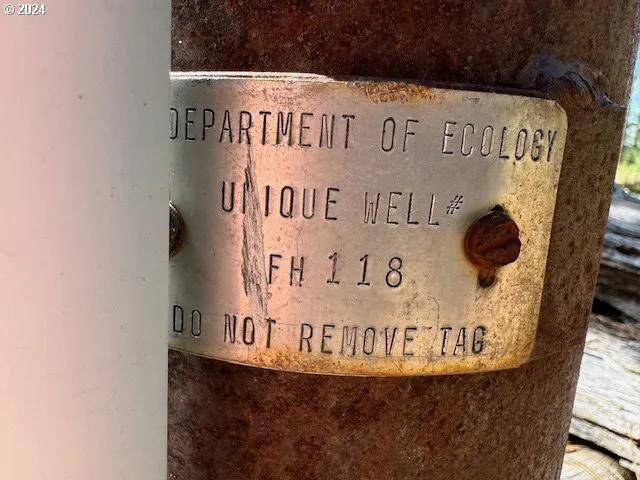 © 2024
DEPARTMENT OF ECOLOGY
UNIQUE WELL#
FH 118
DO NOT REMOVE TAG